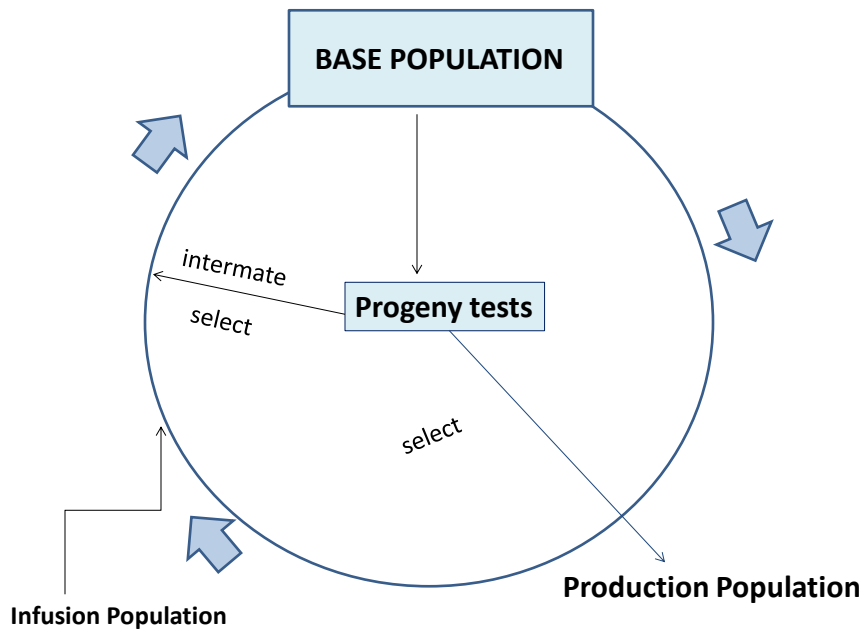 BASE POPULATION
intermate
select
Progeny tests
select
Production Population
Infusion Population